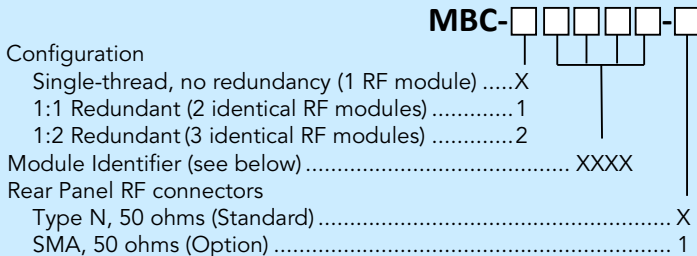 MBC-□ □□□□-□
Configuration
Single-thread, no redundancy (1 RF module) .....X
1:1 Redundant (2 identical RF modules) .............1
1:2 Redundant (3 identical RF modules) .............2
Module Identifier (see below) ....................................... XXXX
Rear Panel RF connectors
Type N, 50 ohms (Standard) ..................................................... X
SMA, 50 ohms (Option) ............................................................ 1